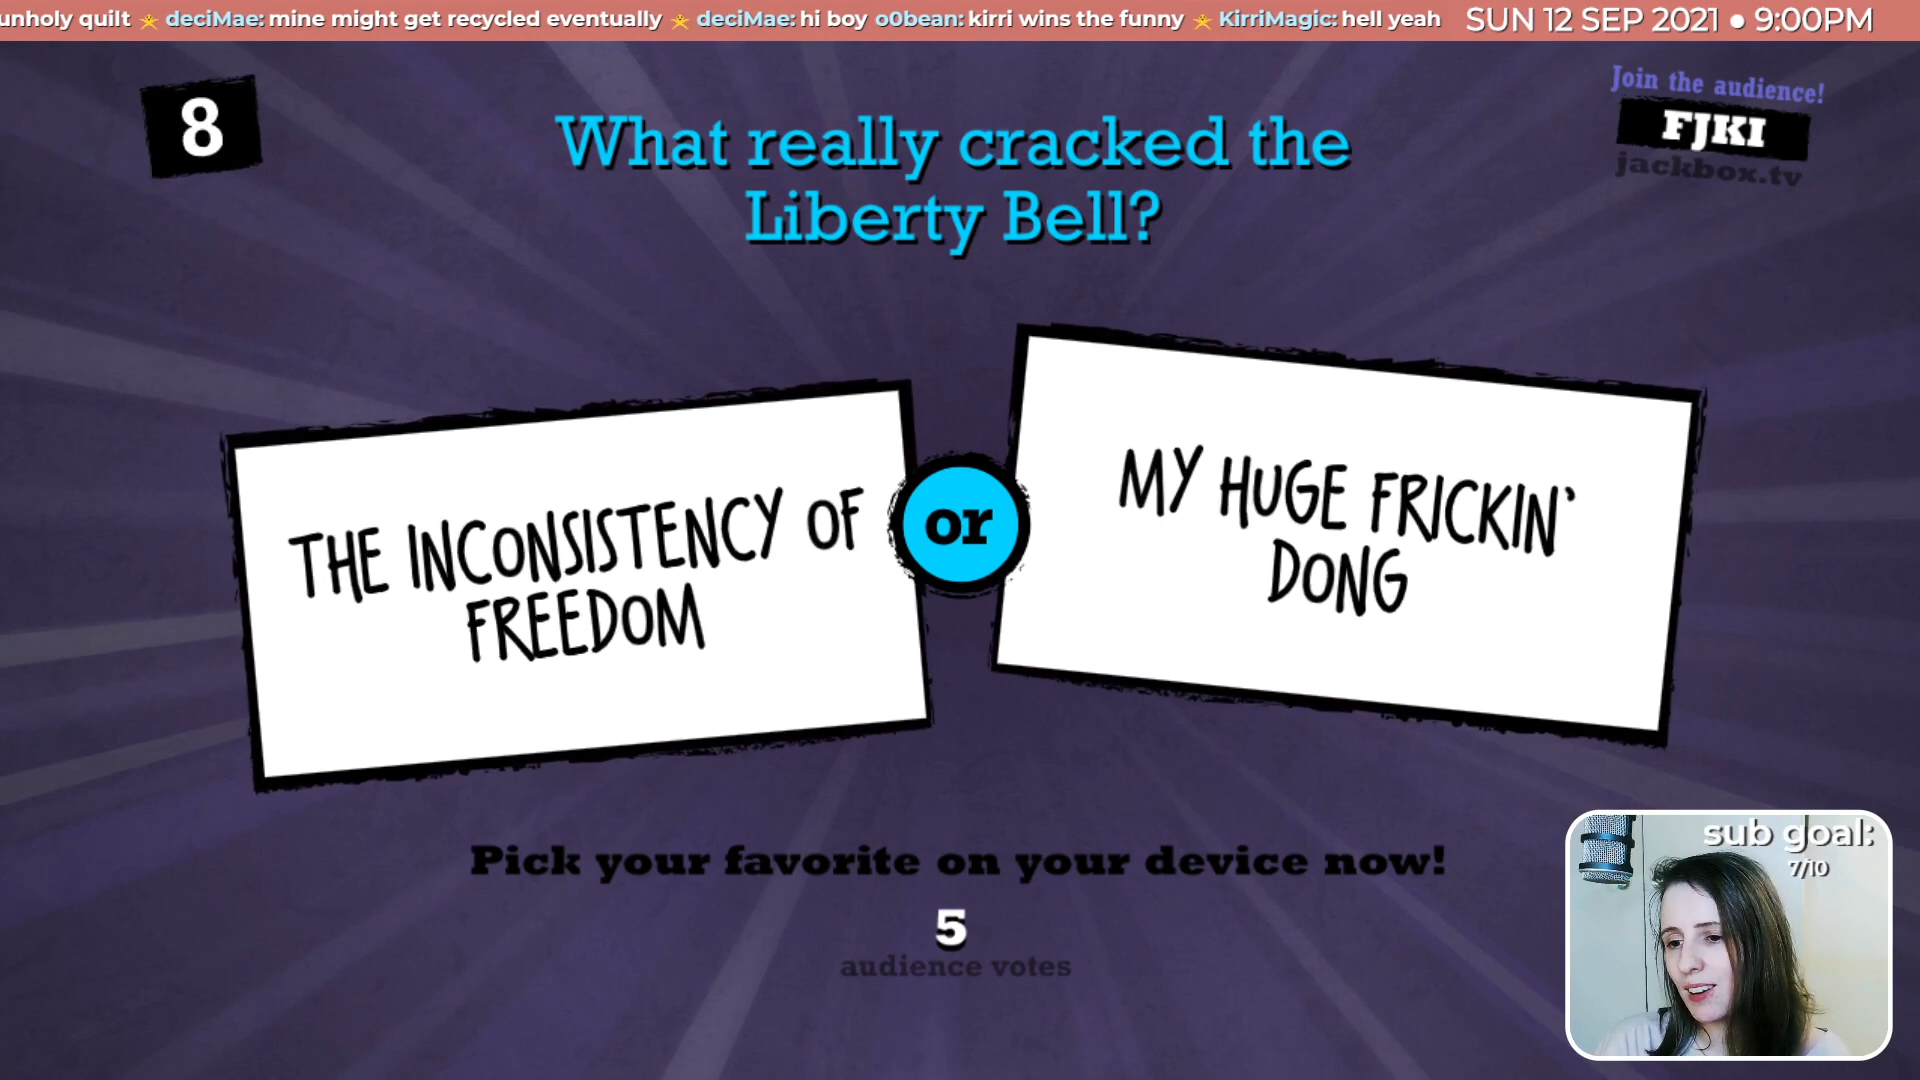 unholy quilt deciMae: mine might get recycled eventually deciMae: hi boy o0bean: kirri wins the funny KirriMagic: hell yeah SUN 12 SEP 2021 ● 9:00PM
8
Join the audience!
FJKI
jackbox.tv
What really cracked the
Liberty Bell?
THE INCONSISTENCY OF
FREEDOM
or
MY HUGE FRICKIN'
DONG
Pick your favorite on your device now!
5
audience votes
sub goal:
7/10